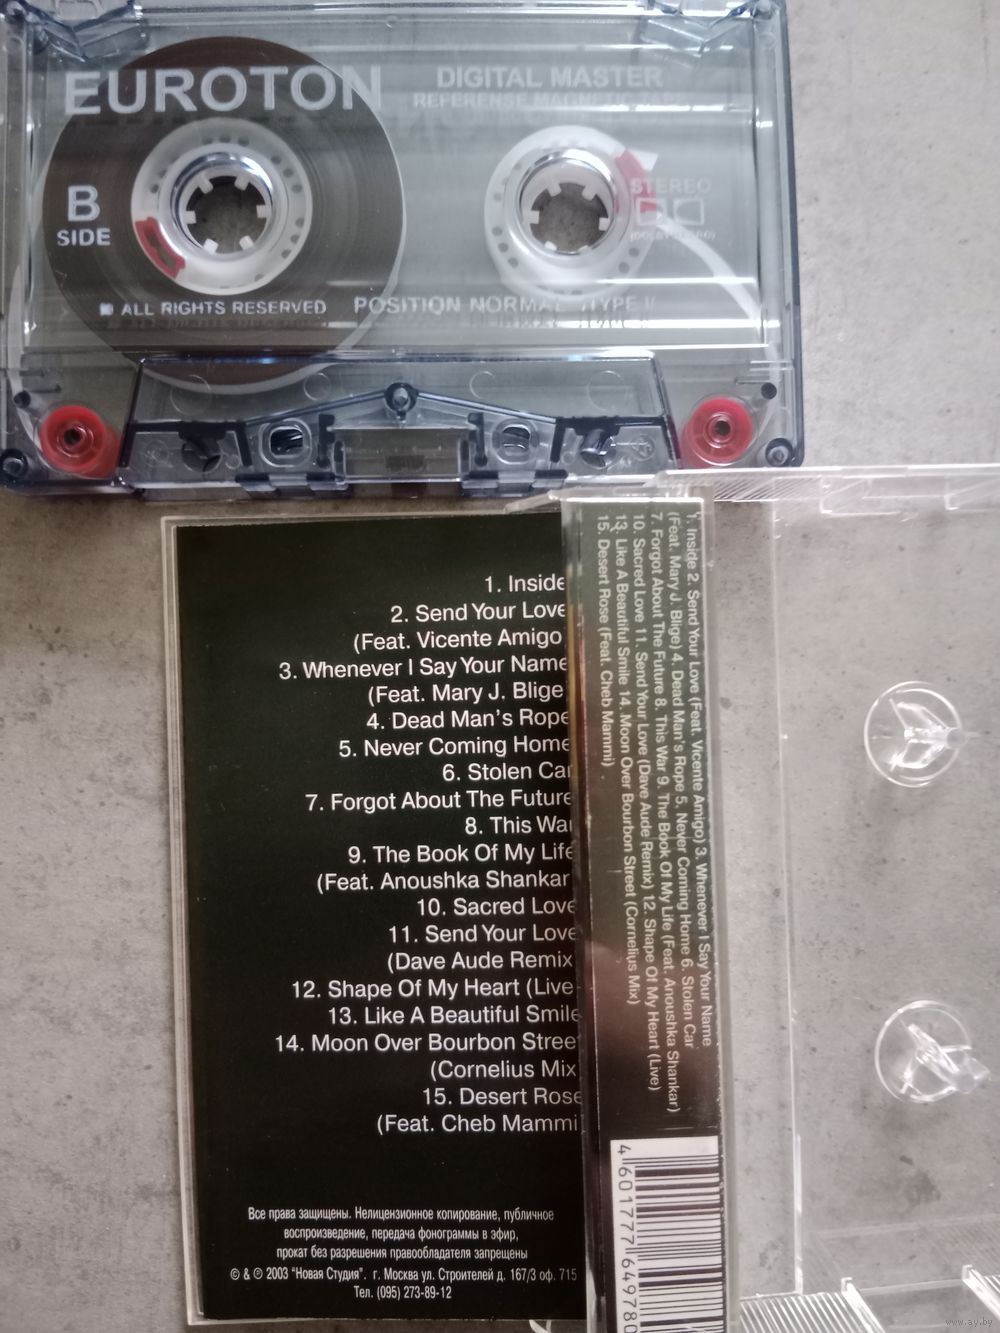 EUROTON
DIGITAL MASTER
REFERENSE MAGNETIC
B
SIDE
STEREO
ALL RIGHTS RESERVED
POSITION NORMAL TYPE I
1. Inside
2. Send Your Love
(Feat. Vicente Amigo
3. Whenever I Say Your Name
(Feat. Mary J. Blige
4. Dead Man's Rope
5. Never Coming Home
6. Stolen Car
7. Forgot About The Future
8. This War
9. The Book Of My Life
(Feat. Anoushka Shankar
10. Sacred Love
11. Send Your Love
(Dave Aude Remix
12. Shape Of My Heart (Live
13. Like A Beautiful Smile
14. Moon Over Bourbon Street
(Cornelius Mix
15. Desert Rose
(Feat. Cheb Mammi
Все права защищены. Нелицензионное копирование, публичное
воспроизведение, передача фонограммы в эфир,
прокат без разрешения правообладателя запрещены
© & ℗ 2003 "Новая Студия". г. Москва ул. Строителей д. 167/3 оф. 715
Тел. (095) 273-89-12
1. Inside 2. Send Your Love (Feat. Vicente Amigo) 3. Whenever I Say Your Name
(Feat. Mary J. Blige) 4. Dead Man's Rope 5. Never Coming Home 6. Stolen Car
7. Forgot About The Future 8. This War 9. The Book Of My Life (Feat. Anoushka Shankar)
10. Sacred Love 11. Send Your Love (Dave Aude Remix) 12. Shape Of My Heart (Live)
13. Like A Beautiful Smile 14. Moon Over Bourbon Street (Cornelius Mix)
15. Desert Rose (Feat. Cheb Mammi)
4 601777 649780
www.ay.by